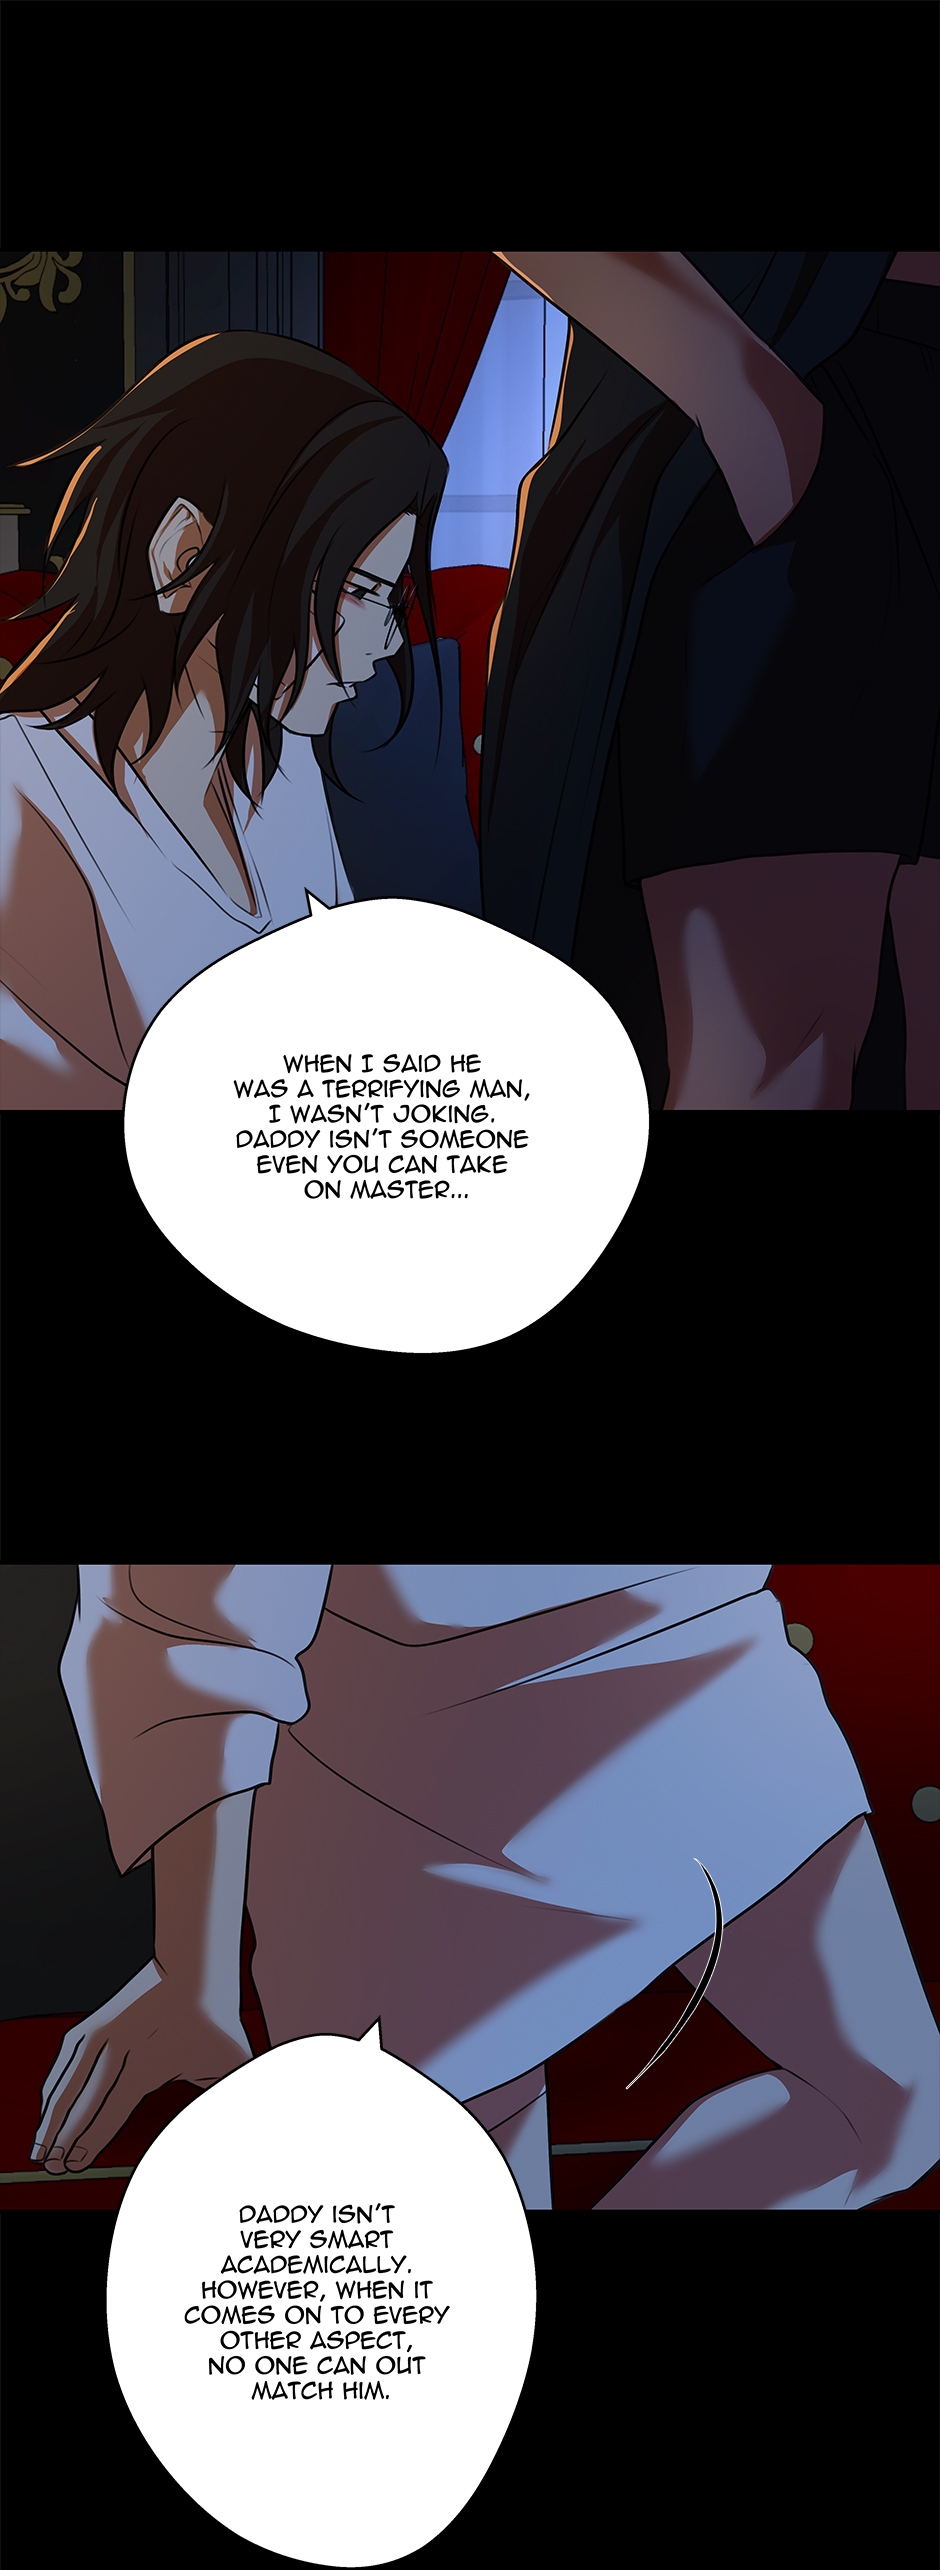 WHEN I SAID HE
WAS A TERRIFYING MAN,
I WASN'T JOKING.
DADDY ISN'T SOMEONE
EVEN YOU CAN TAKE
ON MASTER...
DADDY ISN'T
VERY SMART
ACADEMICALLY.
HOWEVER, WHEN IT
COMES ON TO EVERY
OTHER ASPECT,
NO ONE CAN OUT
MATCH HIM.